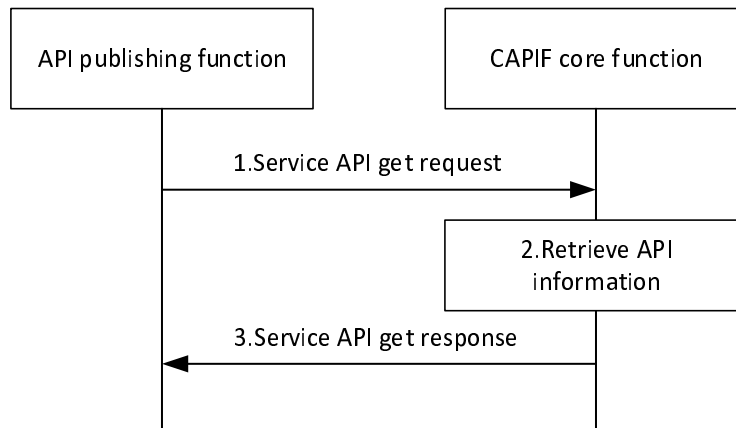 API publishing function
CAPIF core function
1.Service API get request
2.Retrieve API
information
3.Service API get response